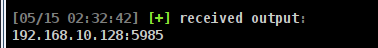 [05/15 02:32:42] [+] received output:
192.168.10.128:5985